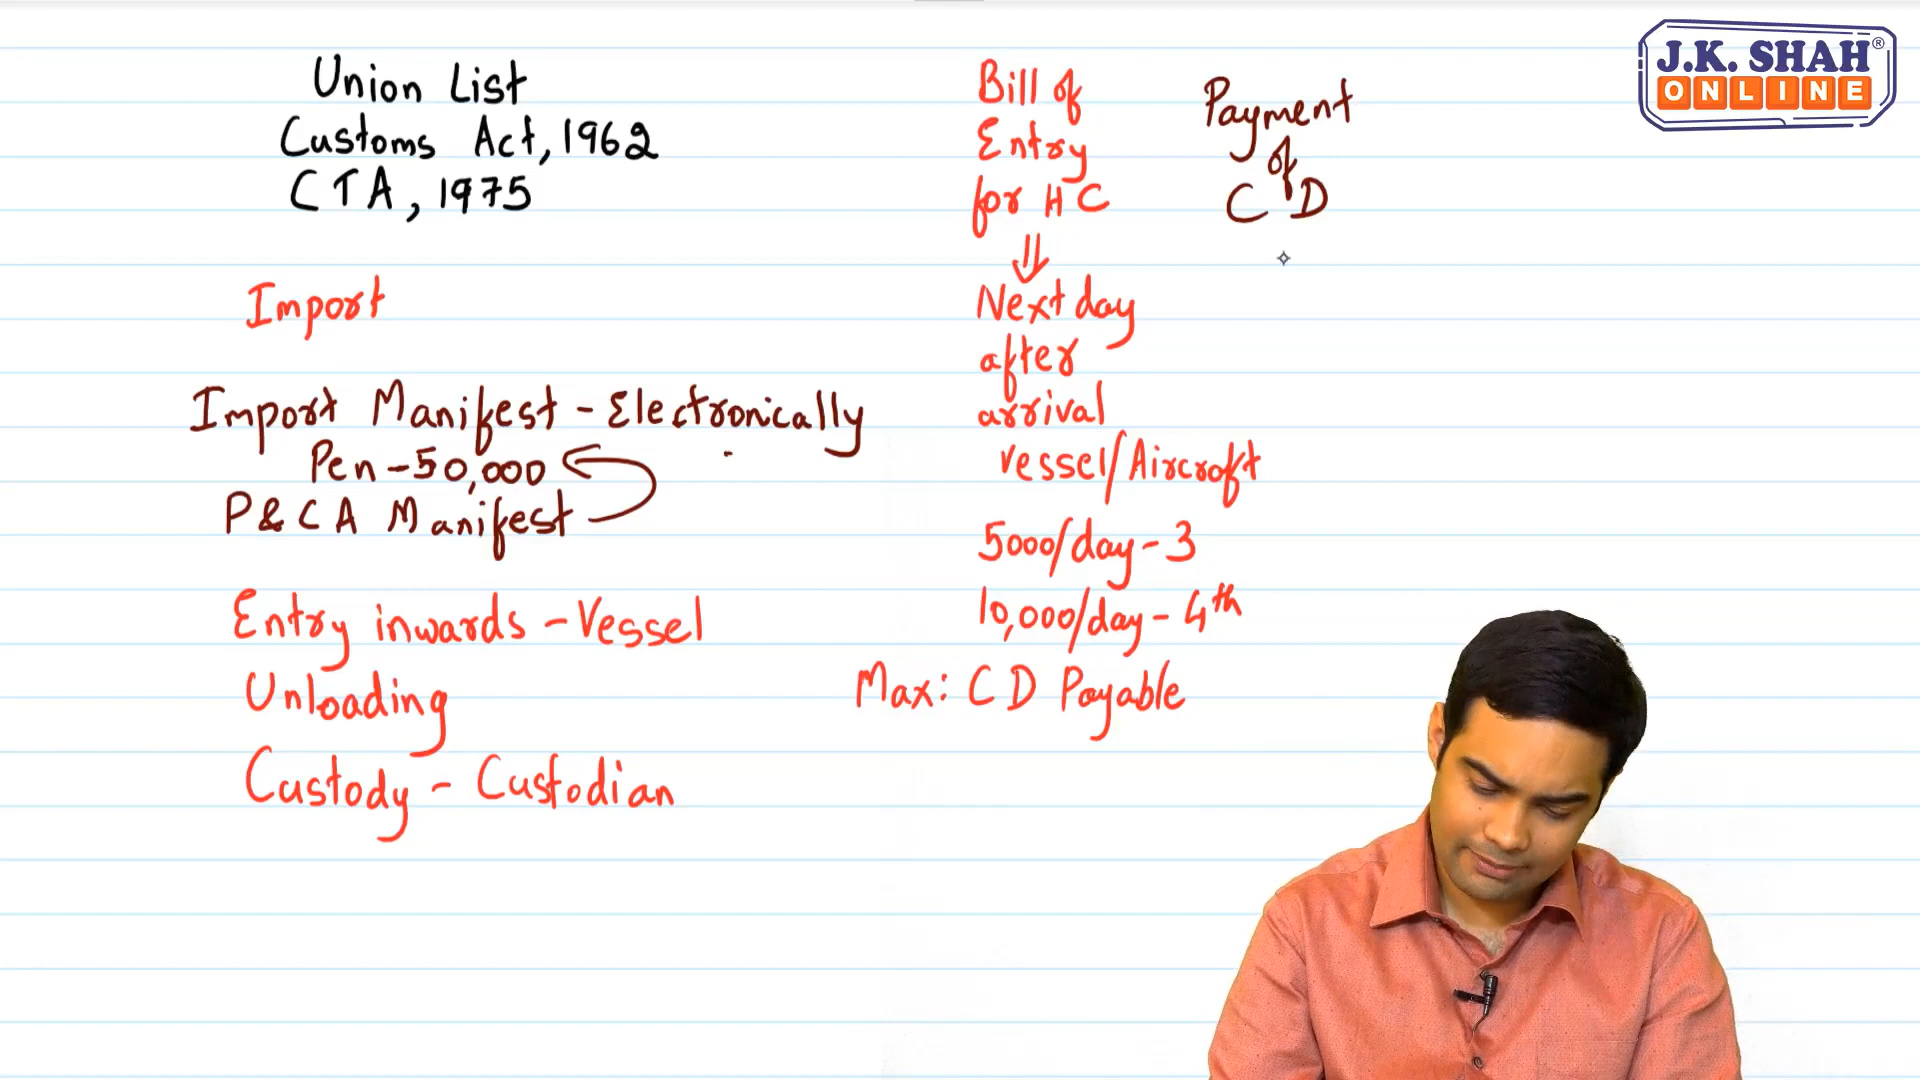 Union List
Customs Act, 1962
CTA, 1975
Import
Import Manifest - Electronically
Pen - 50,000
P & CA Manifest
Entry inwards - Vessel
Unloading
Custody - Custodian
Bill of
Entry
for HC
Next day
after
arrival
vessel/Aircraft
5000/day - 3
10,000/day - 4th
Max: CD Payable
Payment
of
CD
J.K. SHAH®
ONLINE